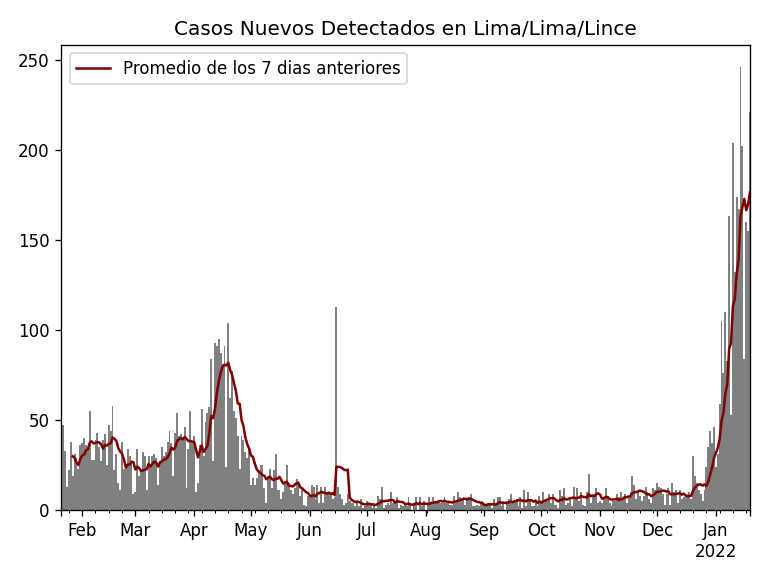 Casos Nuevos Detectados en Lima/Lima/Lince
Promedio de los 7 dias anteriores
250
200
150
100
50
0
Feb Mar Apr May Jun Jul Aug Sep Oct Nov Dec Jan
2022